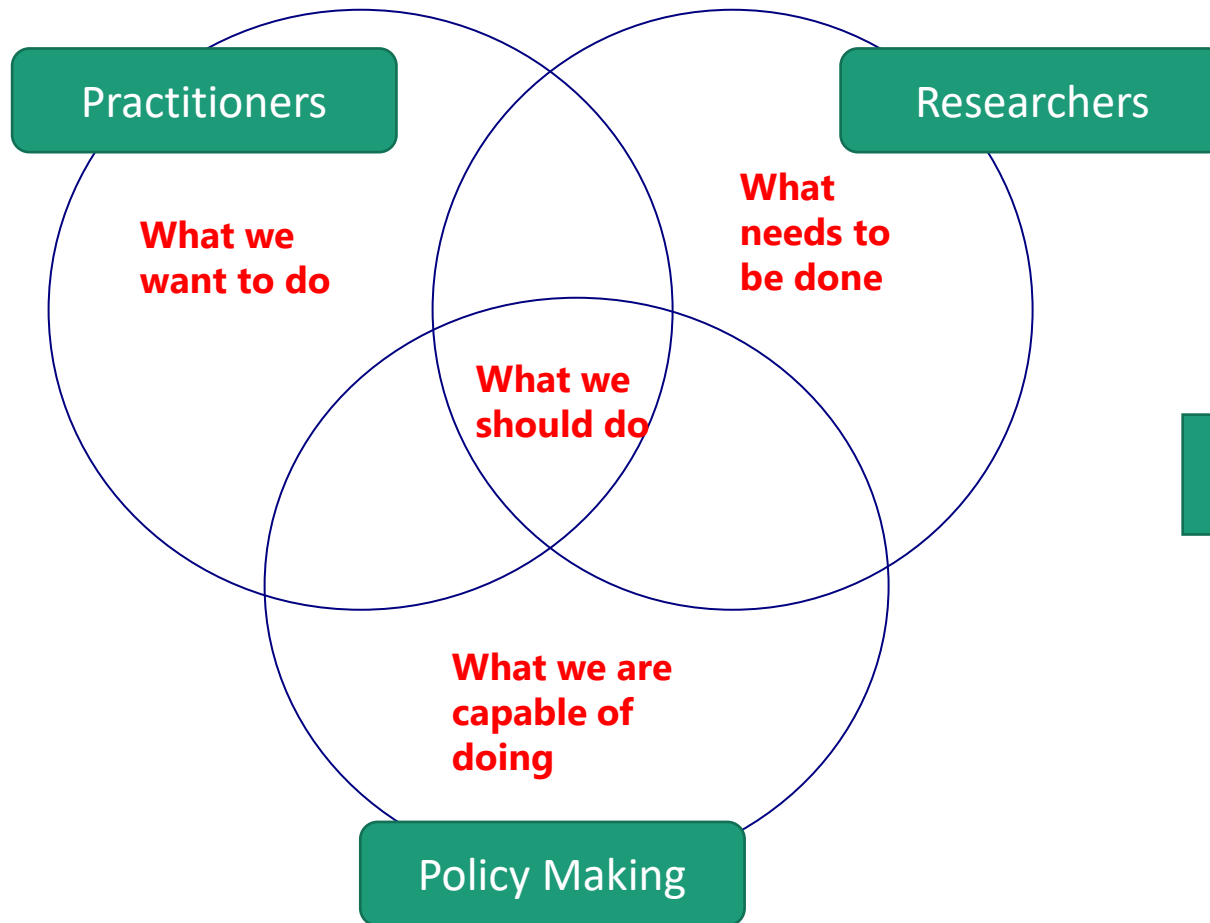 Practitioners
Researchers
What we
want to do
What
needs to
be done
What we
should do
What we are
capable of
doing
Policy Making